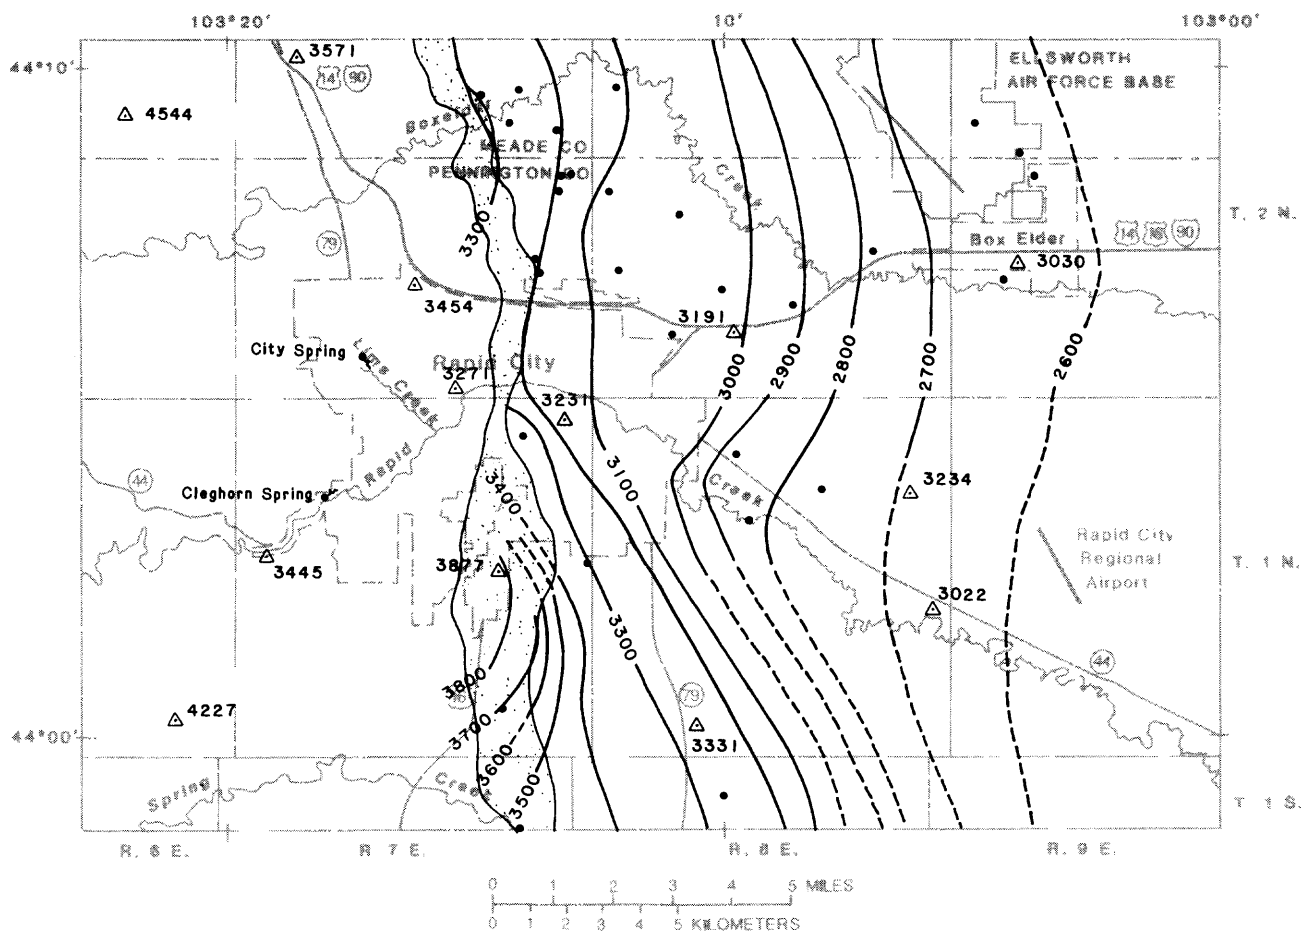 103°20' 10' 103°00'
44°10'
3571
14 90
ELLSWORTH
AIR FORCE BASE
4544
Boxelder
MEADE CO
PENNINGTON CO
Creek
T. 2 N.
3300
79
Box Elder
14 16 90
3030
3454
3191
City Spring
Lime Creek
Rapid City
3271
3000
2900
2800
2700
2600
3231
Rapid
44
Cleghorn Spring
3400
3100
Creek
3234
Rapid City
Regional
Airport
3445
3877
T. 1 N.
3022
3300
44
3800
16
79
4227
3700
3331
44°00'
3600
3500
Spring
Creek
T. 1 S.
R. 6 E. R 7 E. R. 8 E. R. 9 E.
0 1 2 3 4 5 MILES
0 1 2 3 4 5 KILOMETERS